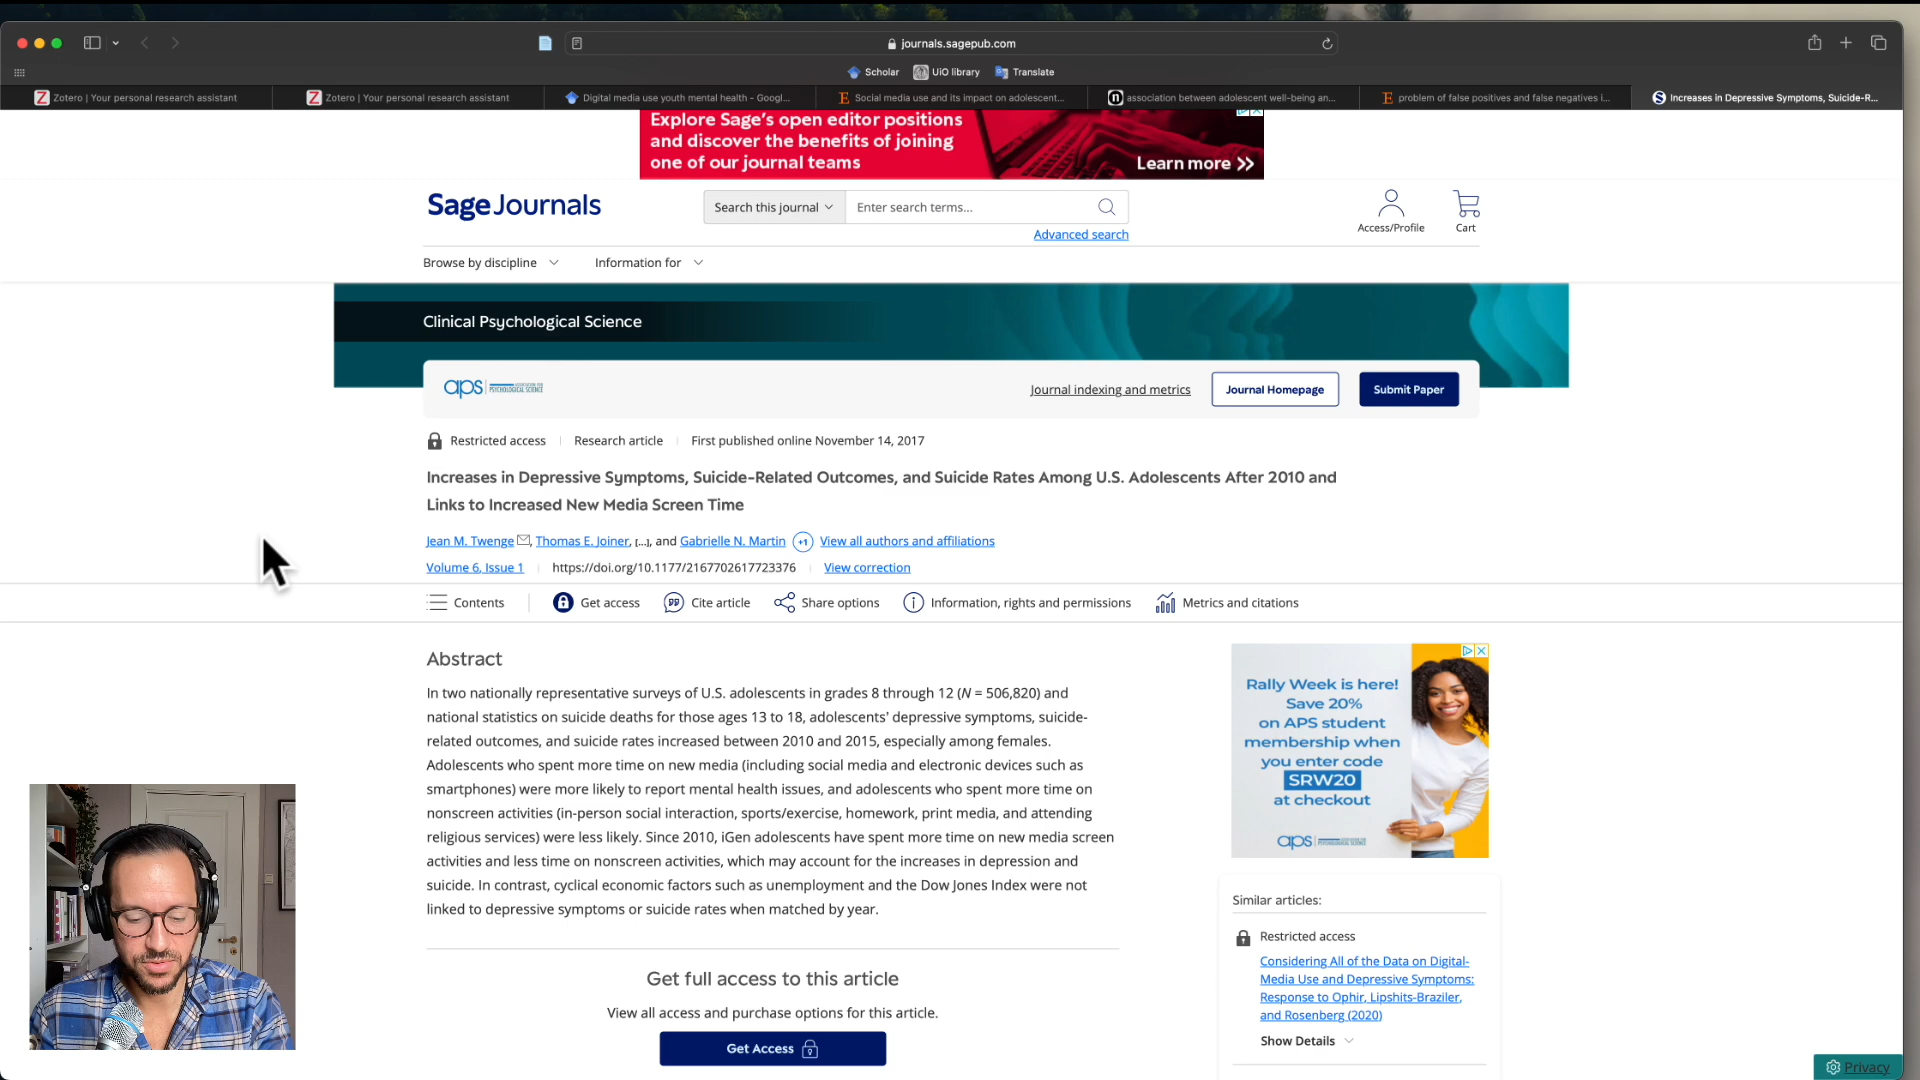 journals.sagepub.com
Scholar
UiO library
Translate
Zotero | Your personal research assistant
Zotero | Your personal research assistant
Digital media use youth mental health - Googl...
Social media use and its impact on adolescent...
association between adolescent well-being an...
problem of false positives and false negatives i...
Increases in Depressive Symptoms, Suicide-R...
Explore Sage's open editor positions
and discover the benefits of joining
one of our journal teams
Learn more >>
Sage Journals
Search this journal
Enter search terms...
Advanced search
Access/Profile
Cart
Browse by discipline
Information for
Clinical Psychological Science
aps ASSOCIATION FOR
PSYCHOLOGICAL SCIENCE
Journal indexing and metrics
Journal Homepage
Submit Paper
Restricted access
Research article
First published online November 14, 2017
Increases in Depressive Symptoms, Suicide-Related Outcomes, and Suicide Rates Among U.S. Adolescents After 2010 and
Links to Increased New Media Screen Time
Jean M. Twenge, Thomas E. Joiner, [...], and Gabrielle N. Martin +1 View all authors and affiliations
Volume 6, Issue 1
https://doi.org/10.1177/2167702617723376
View correction
Contents
Get access
Cite article
Share options
Information, rights and permissions
Metrics and citations
Abstract
In two nationally representative surveys of U.S. adolescents in grades 8 through 12 (N = 506,820) and
national statistics on suicide deaths for those ages 13 to 18, adolescents' depressive symptoms, suicide-
related outcomes, and suicide rates increased between 2010 and 2015, especially among females.
Adolescents who spent more time on new media (including social media and electronic devices such as
smartphones) were more likely to report mental health issues, and adolescents who spent more time on
nonscreen activities (in-person social interaction, sports/exercise, homework, print media, and attending
religious services) were less likely. Since 2010, iGen adolescents have spent more time on new media screen
activities and less time on nonscreen activities, which may account for the increases in depression and
suicide. In contrast, cyclical economic factors such as unemployment and the Dow Jones Index were not
linked to depressive symptoms or suicide rates when matched by year.
Get full access to this article
View all access and purchase options for this article.
Get Access
Rally Week is here!
Save 20%
on APS student
membership when
you enter code
SRW20
at checkout
aps
Similar articles:
Restricted access
Considering All of the Data on Digital-
Media Use and Depressive Symptoms:
Response to Ophir, Lipshits-Braziler,
and Rosenberg (2020)
Show Details
Privacy